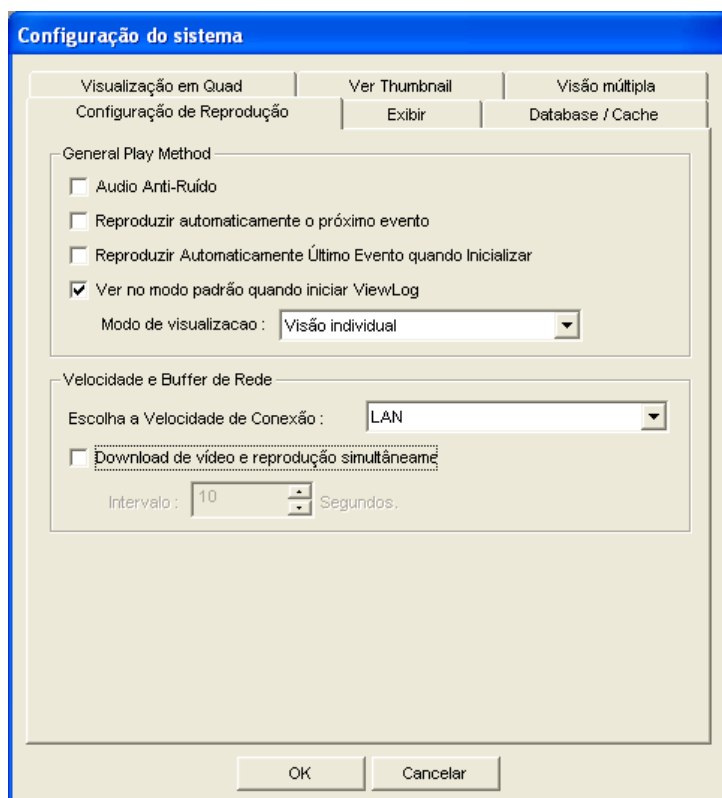 Configuração do sistema
Visualização em Quad
Ver Thumbnail
Visão múltipla
Configuração de Reprodução
Exibir
Database / Cache
General Play Method
Audio Anti-Ruído
Reproduzir automaticamente o próximo evento
Reproduzir Automaticamente Último Evento quando Inicializar
Ver no modo padrão quando iniciar ViewLog
Modo de visualizacao : Visão individual
Velocidade e Buffer de Rede
Escolha a Velocidade de Conexão : LAN
Download de vídeo e reprodução simultâneame
Intervalo : 10 Segundos.
OK
Cancelar